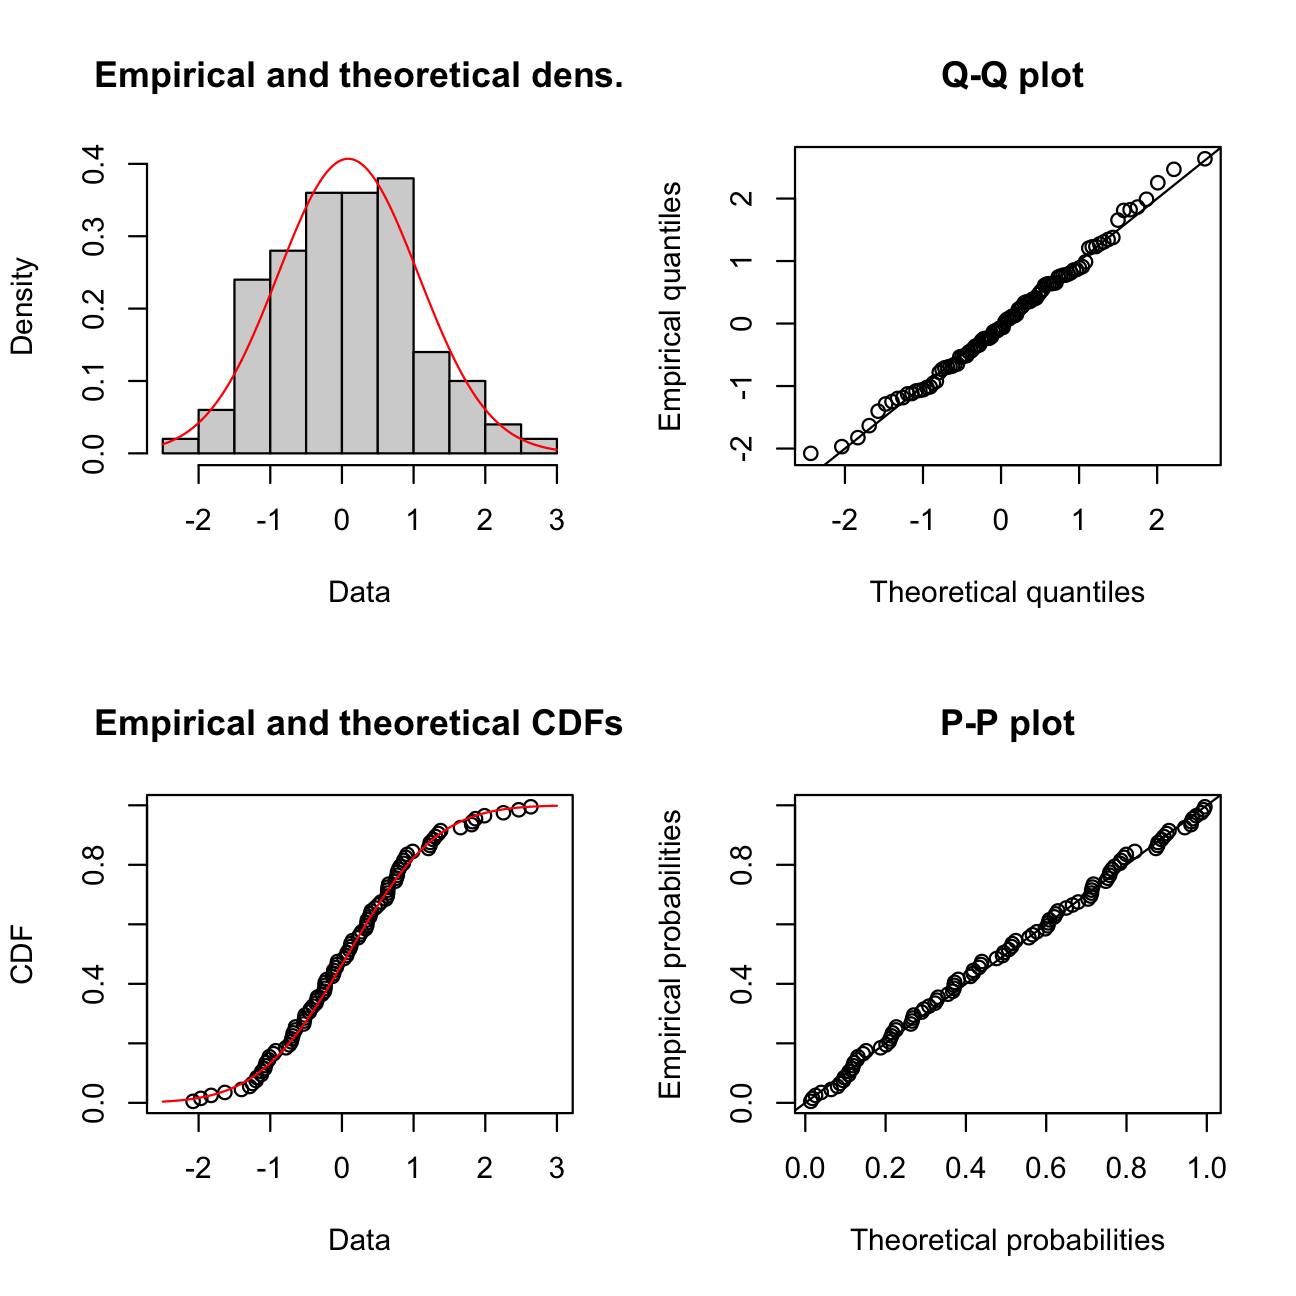 Empirical and theoretical dens.
Density
0.0 0.1 0.2 0.3 0.4
-2 -1 0 1 2 3
Data
Q-Q plot
Empirical quantiles
-2 -1 0 1 2
-2 -1 0 1 2
Theoretical quantiles
Empirical and theoretical CDFs
CDF
0.0 0.4 0.8
-2 -1 0 1 2 3
Data
P-P plot
Empirical probabilities
0.0 0.4 0.8
0.0 0.2 0.4 0.6 0.8 1.0
Theoretical probabilities